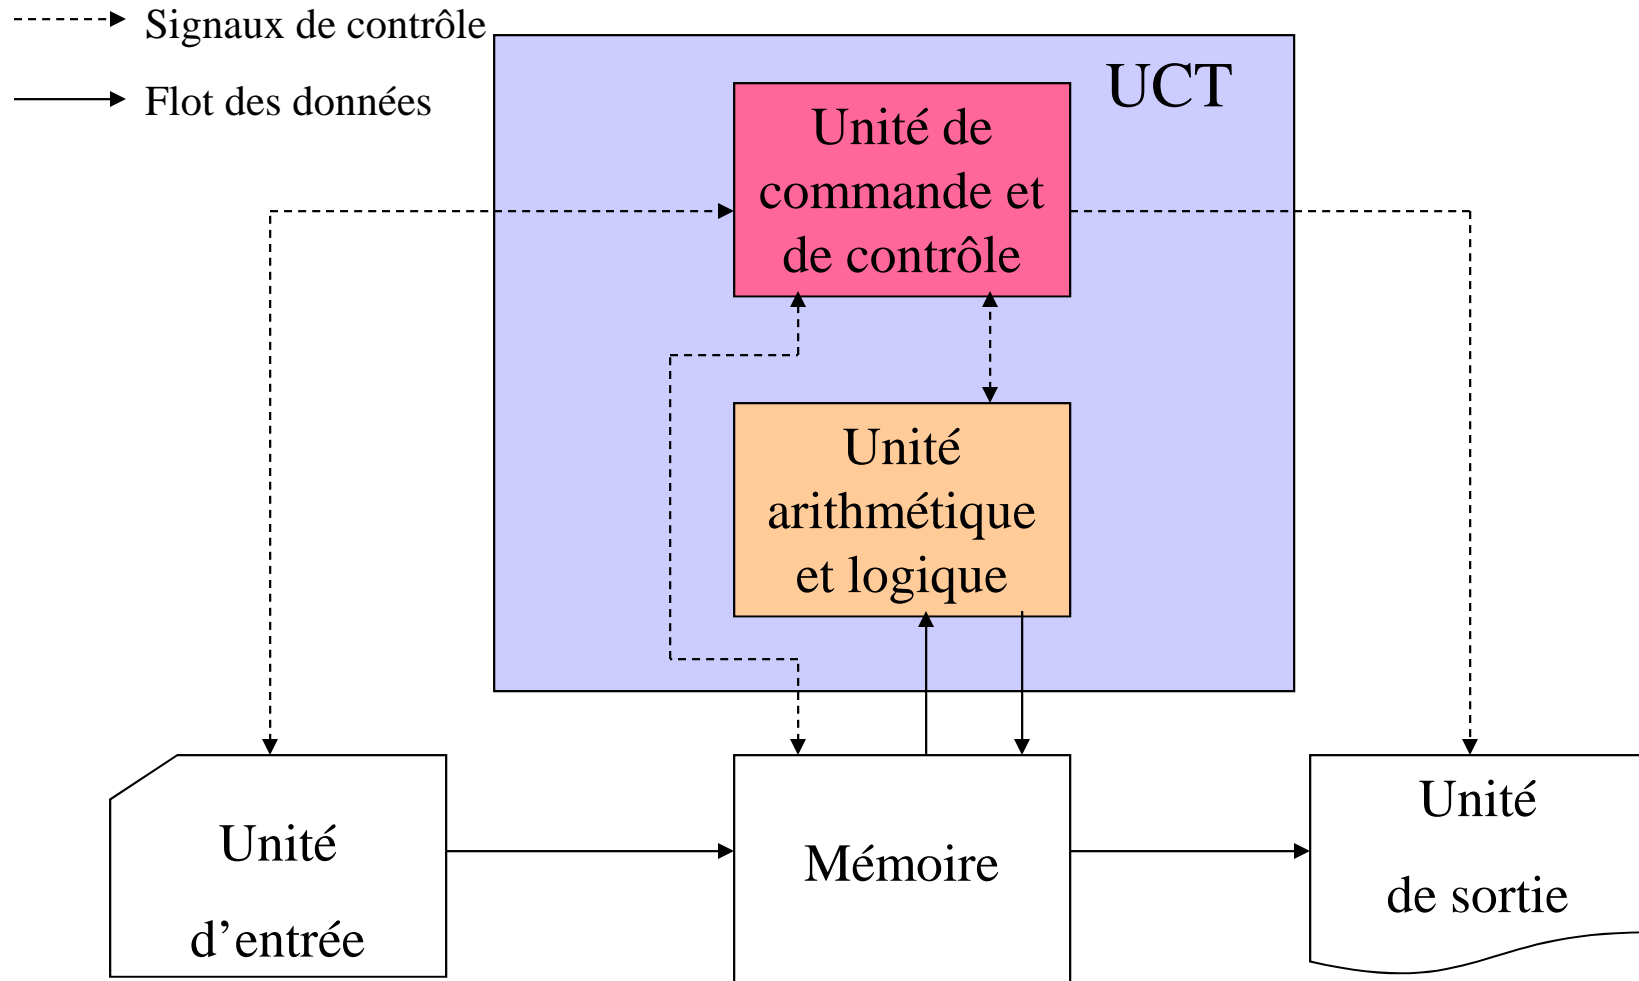 Signaux de contrôle
Flot des données
UCT
Unité de
commande et
de contrôle
Unité
arithmétique
et logique
Unité
d’entrée
Mémoire
Unité
de sortie